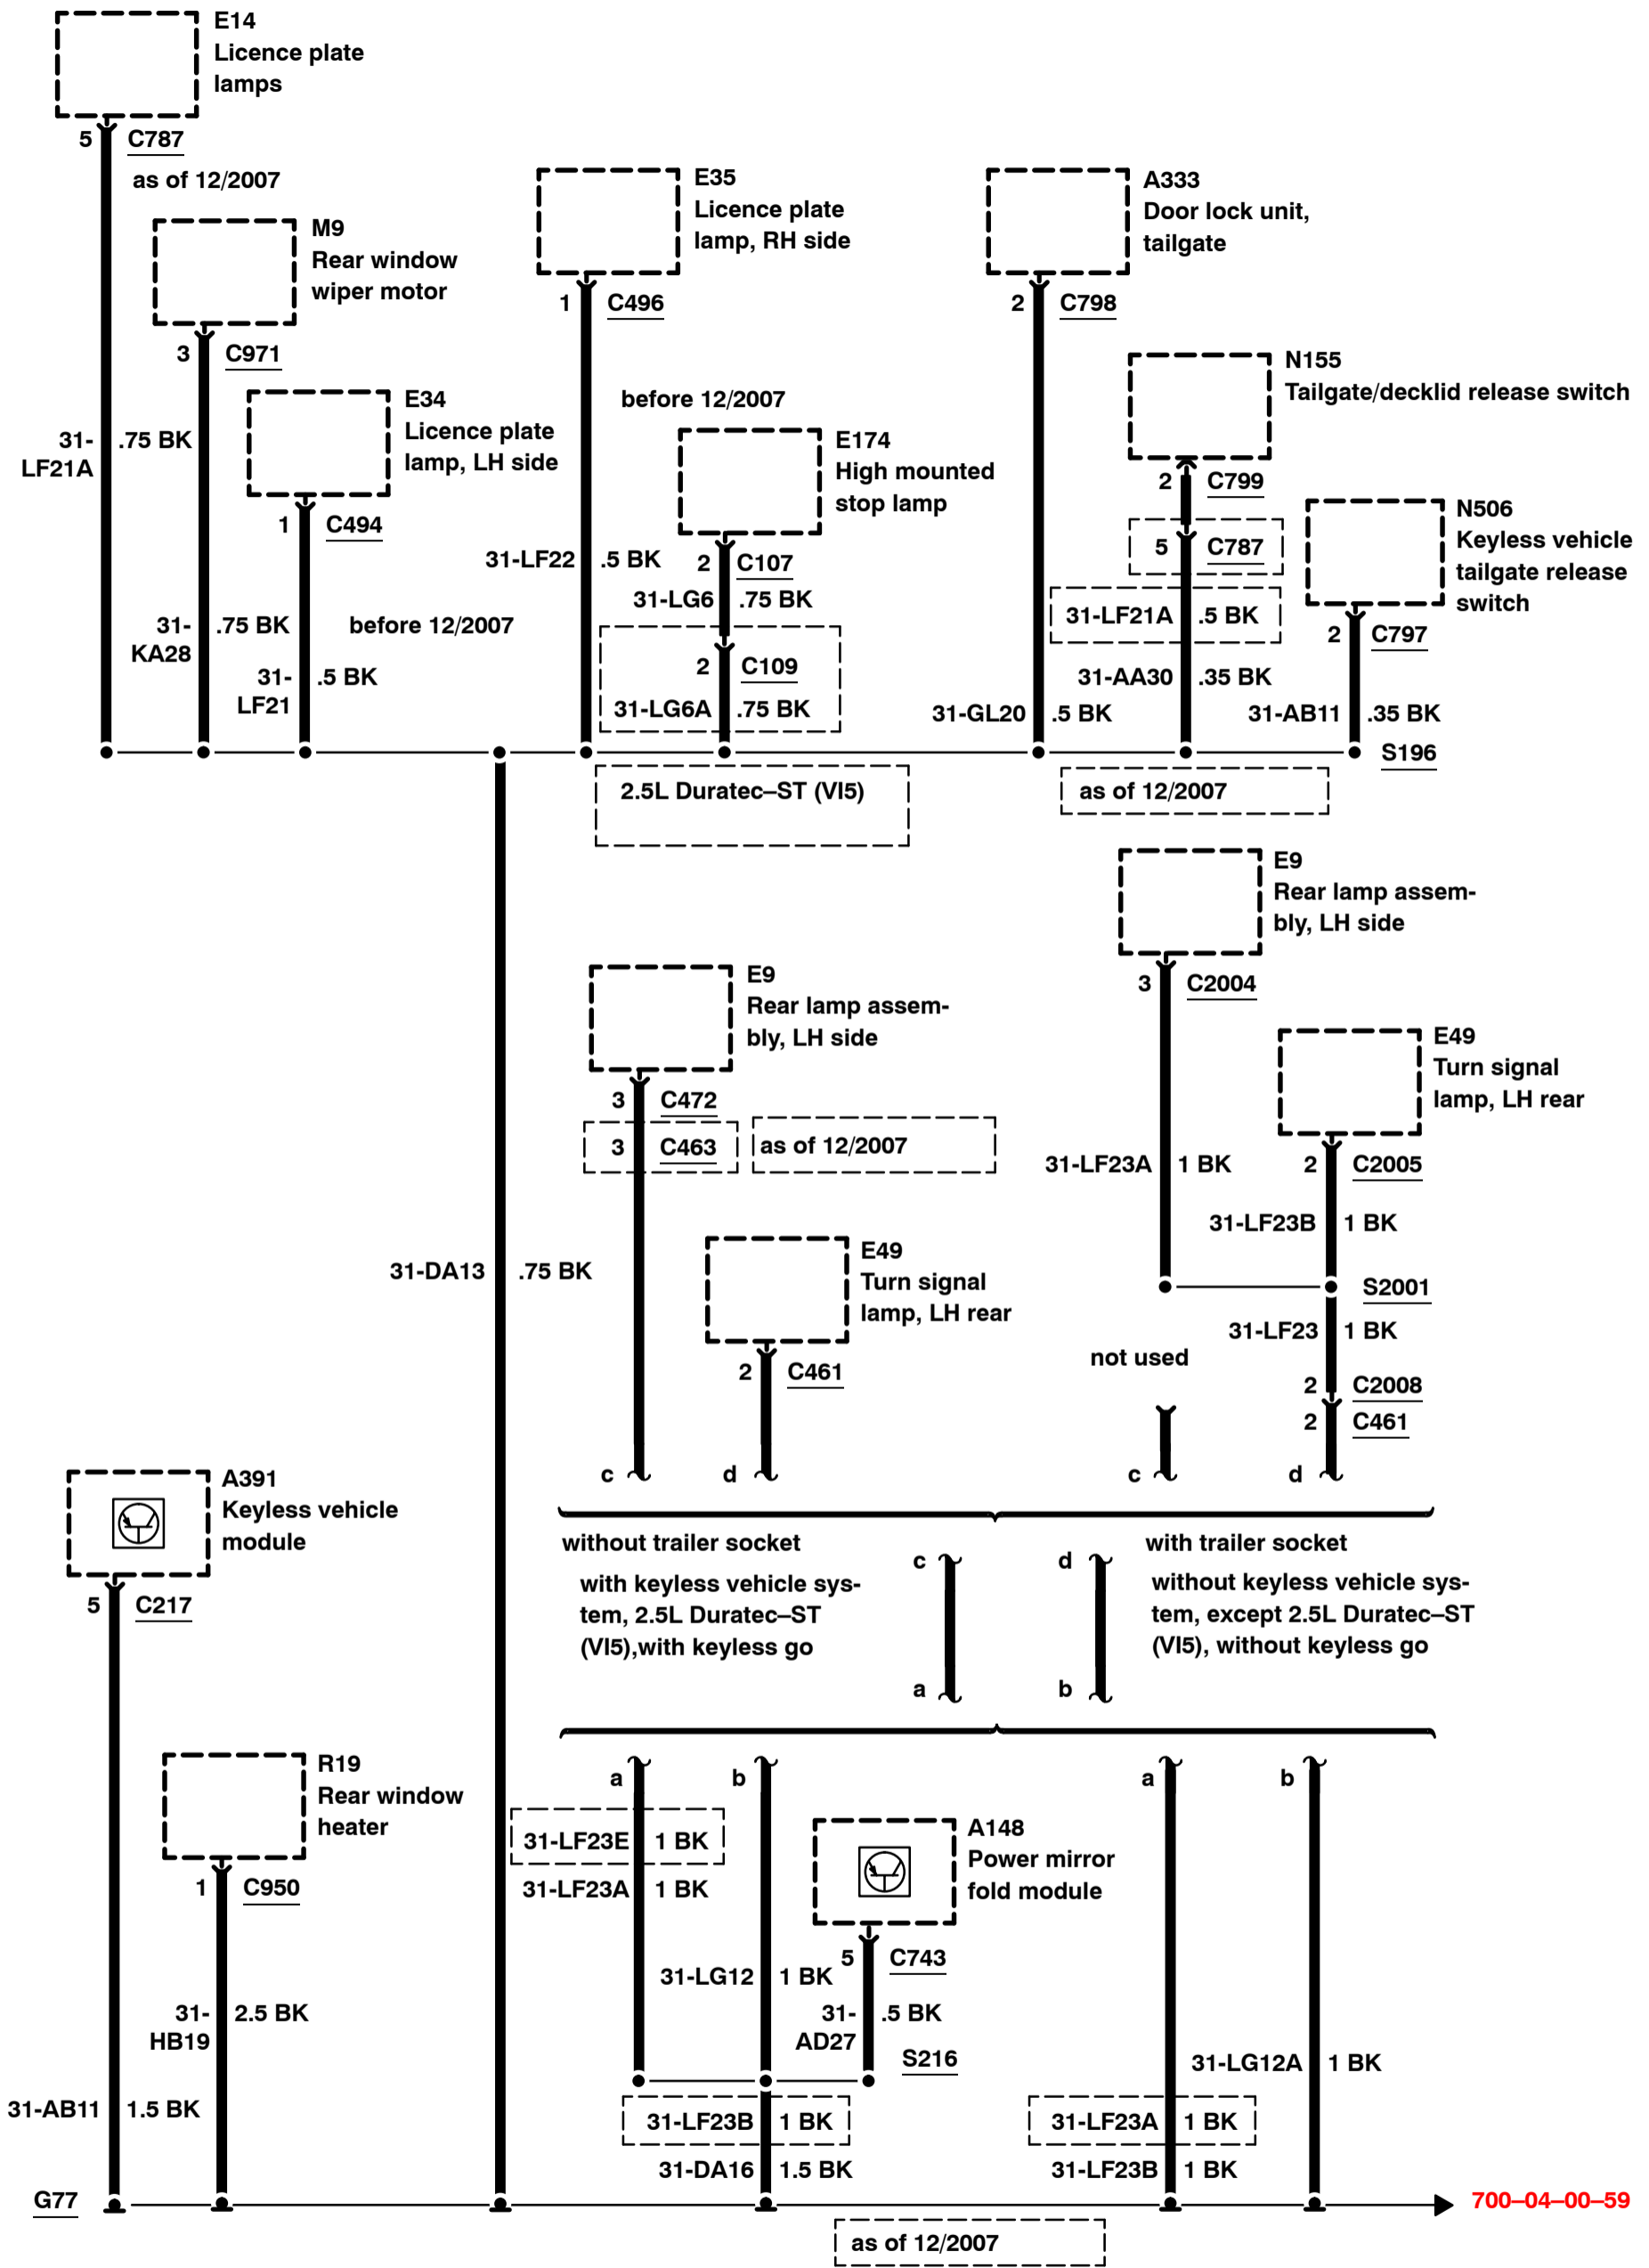 E14
Licence plate
lamps
5 C787
as of 12/2007
M9
Rear window
wiper motor
3 C971
E34
Licence plate
lamp, LH side
1 C494
31-
LF21A
.75 BK
31-
KA28
.75 BK
before 12/2007
31-
LF21
.5 BK
E35
Licence plate
lamp, RH side
1 C496
before 12/2007
E174
High mounted
stop lamp
31-LF22 .5 BK
2 C107
31-LG6 .75 BK
2 C109
31-LG6A .75 BK
A333
Door lock unit,
tailgate
2 C798
N155
Tailgate/decklid release switch
2 C799
5 C787
31-LF21A .5 BK
31-AA30 .35 BK
N506
Keyless vehicle
tailgate release
switch
2 C797
31-GL20 .5 BK
31-AB11 .35 BK
S196
2.5L Duratec–ST (VI5)
as of 12/2007
E9
Rear lamp assem-
bly, LH side
3 C2004
E9
Rear lamp assem-
bly, LH side
3 C472
3 C463
as of 12/2007
E49
Turn signal
lamp, LH rear
31-LF23A 1 BK
2 C2005
31-LF23B 1 BK
31-DA13 .75 BK
E49
Turn signal
lamp, LH rear
2 C461
S2001
31-LF23 1 BK
not used
2 C2008
2 C461
c d c d
A391
Keyless vehicle
module
5 C217
without trailer socket
with trailer socket
c d
with keyless vehicle sys-
tem, 2.5L Duratec–ST
(VI5),with keyless go
without keyless vehicle sys-
tem, except 2.5L Duratec–ST
(VI5), without keyless go
a b
R19
Rear window
heater
1 C950
a b a b
31-LF23E 1 BK
31-LF23A 1 BK
A148
Power mirror
fold module
5 C743
31-LG12 1 BK
31-
AD27
.5 BK
S216
31-
HB19
2.5 BK
31-LG12A 1 BK
31-AB11 1.5 BK
31-LF23B 1 BK
31-DA16 1.5 BK
31-LF23A 1 BK
31-LF23B 1 BK
G77
700–04–00–59
as of 12/2007